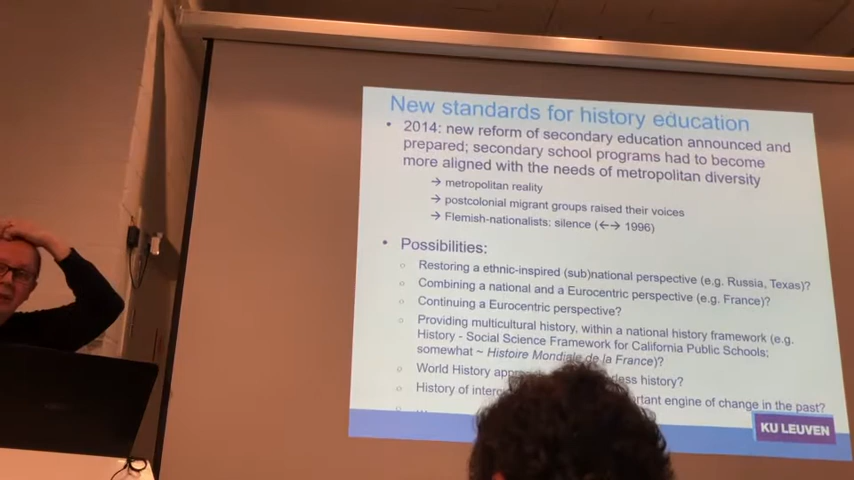 New standards for history education
• 2014: new reform of secondary education announced and
prepared; secondary school programs had to become
more aligned with the needs of metropolitan diversity
→ metropolitan reality
→ postcolonial migrant groups raised their voices
→ Flemish-nationalists: silence (←→ 1996)
• Possibilities:
○ Restoring a ethnic-inspired (sub)national perspective (e.g. Russia, Texas)?
○ Combining a national and a Eurocentric perspective (e.g. France)?
○ Continuing a Eurocentric perspective?
○ Providing multicultural history, within a national history framework (e.g.
History - Social Science Framework for California Public Schools;
somewhat ~ Histoire Mondiale de la France)?
○ World History less history?
○ History of engine of change in the past?
○ ...
KU LEUVEN